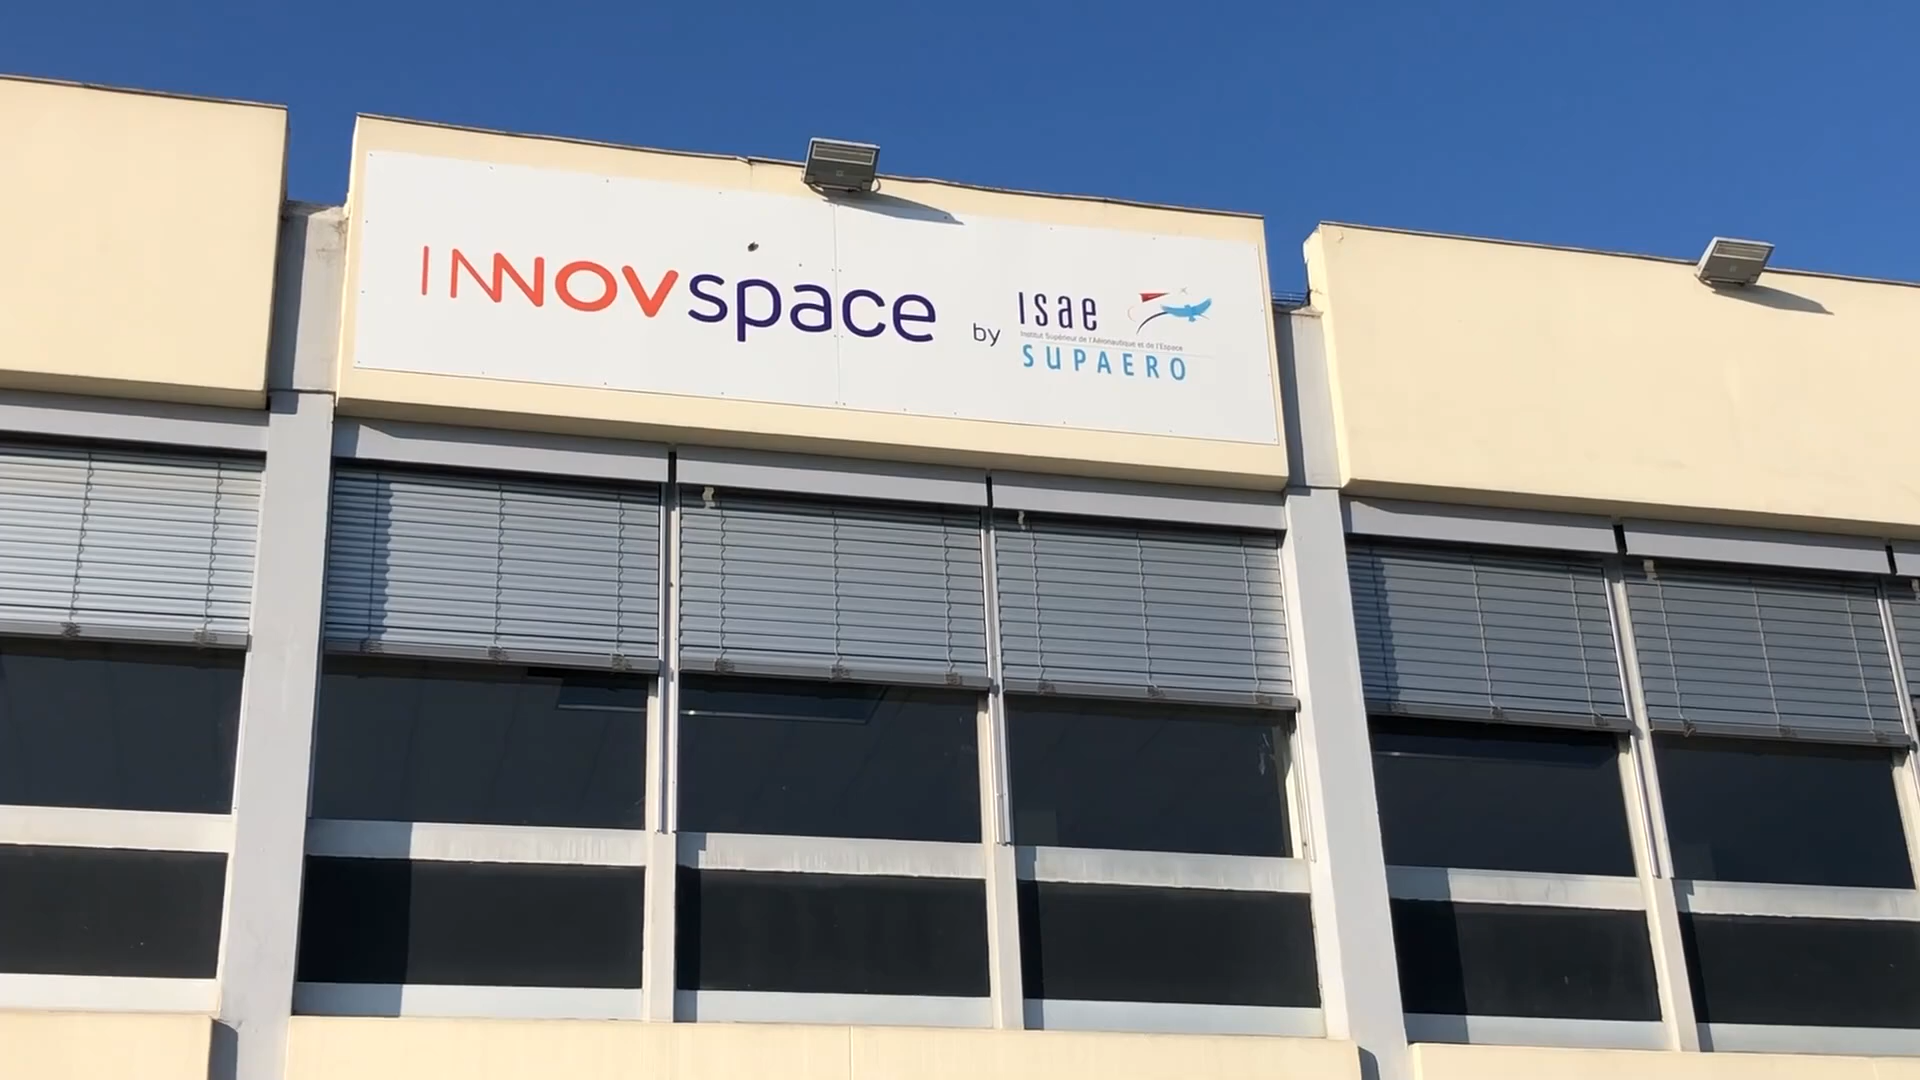 INNOVspace by
isae
Institut Supérieur de l'Aéronautique et de l'Espace
SUPAERO